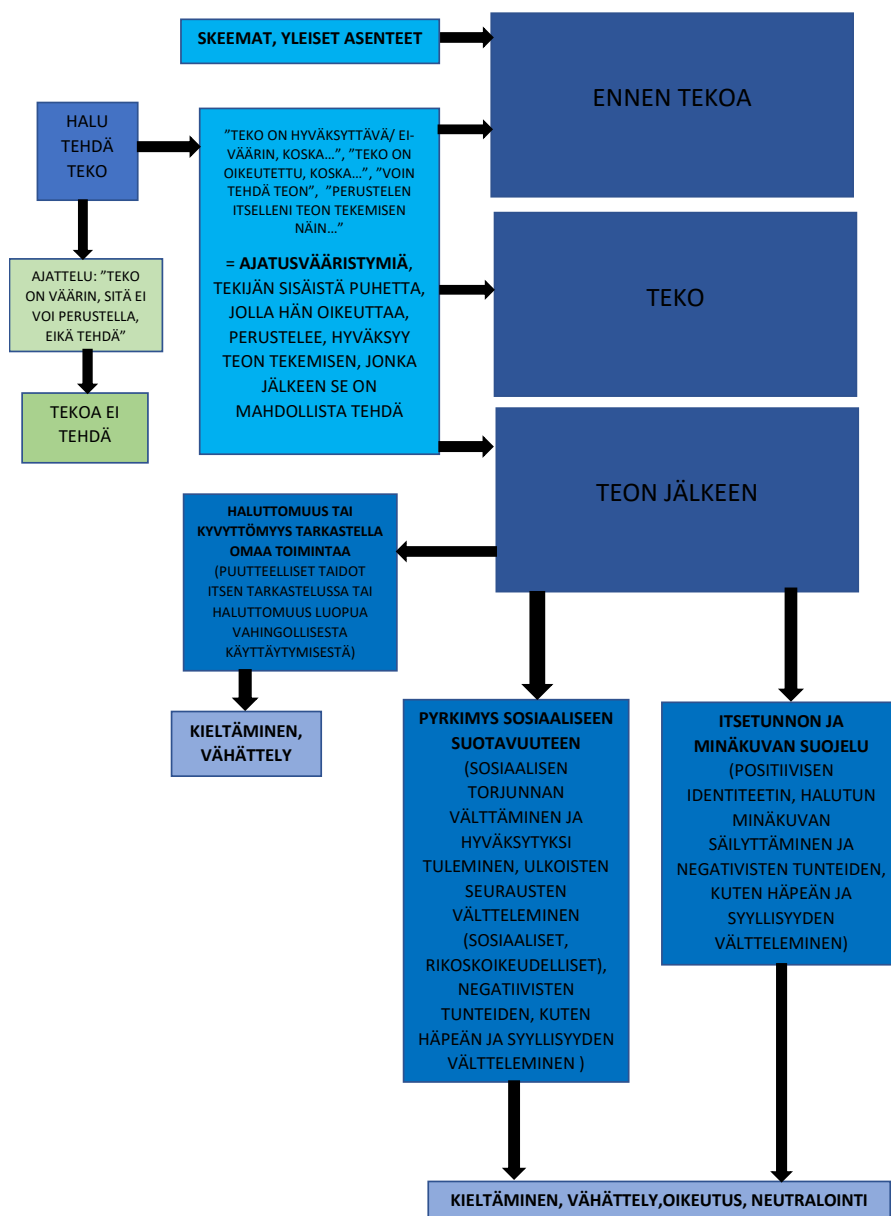 SKEEMAT, YLEISET ASENTEET
ENNEN TEKOA
HALU
TEHDÄ
TEKO
”TEKO ON HYVÄKSYTTÄVÄ/ EI-
VÄÄRIN, KOSKA…”, ”TEKO ON
OIKEUTETTU, KOSKA…”, ”VOIN
TEHDÄ TEON”, ”PERUSTELEN
ITSELLENI TEON TEKEMISEN
NÄIN…”
= AJATUSVÄÄRISTYMIÄ,
TEKIJÄN SISÄISTÄ PUHETTA,
JOLLA HÄN OIKEUTTAA,
PERUSTELEE, HYVÄKSYY
TEON TEKEMISEN, JONKA
JÄLKEEN SE ON
MAHDOLLISTA TEHDÄ
AJATTELU: ”TEKO
ON VÄÄRIN, SITÄ EI
VOI PERUSTELLA,
EIKÄ TEHDÄ”
TEKO
TEKOA EI
TEHDÄ
TEON JÄLKEEN
HALUTTOMUUS TAI
KYVYTTÖMYYS TARKASTELLA
OMAA TOIMINTAA
(PUUTTEELLISET TAIDOT
ITSEN TARKASTELUSSA TAI
HALUTTOMUUS LUOPUA
VAHINGOLLISESTA
KÄYTTÄYTYMISESTÄ)
KIELTÄMINEN,
VÄHÄTTELY
PYRKIMYS SOSIAALISEEN
SUOTAVUUTEEN
(SOSIAALISEN
TORJUNNAN
VÄLTTÄMINEN JA
HYVÄKSYTYKSI
TULEMINEN, ULKOISTEN
SEURAUSTEN
VÄLTTELEMINEN
(SOSIAALISET,
RIKOSKOIKEUDELLISET),
NEGATIIVISTEN
TUNTEIDEN, KUTEN
HÄPEÄN JA SYYLLISYYDEN
VÄLTTELEMINEN )
ITSETUNNON JA
MINÄKUVAN SUOJELU
(POSITIIVISEN
IDENTITEETIN, HALUTUN
MINÄKUVAN
SÄILYTTÄMINEN JA
NEGATIVISTEN TUNTEIDEN,
KUTEN HÄPEÄN JA
SYYLLISYYDEN
VÄLTTELEMINEN)
KIELTÄMINEN, VÄHÄTTELY,OIKEUTUS, NEUTRALOINTI